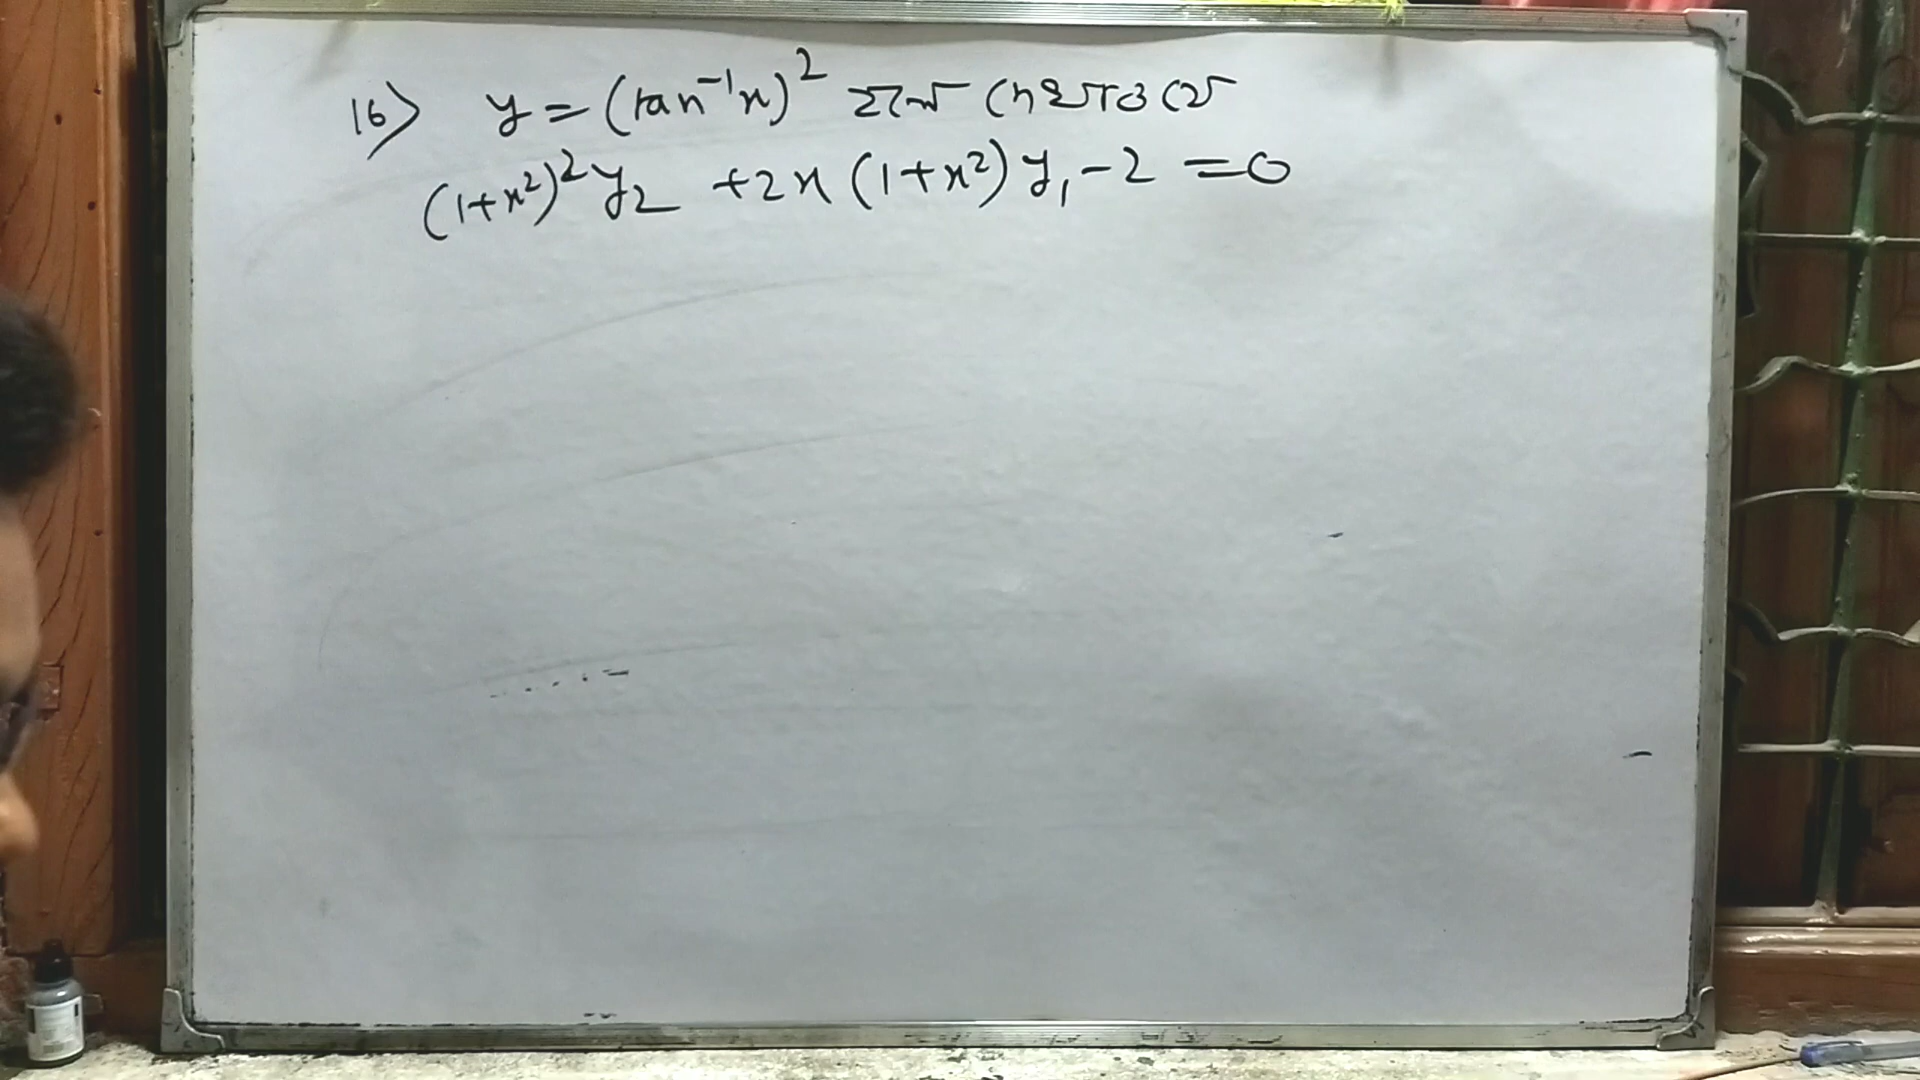 16) y = (tan⁻¹x)² হলে দেখাও যে
(1+x²)²y₂ +2x (1+x²) y₁ -2 =0